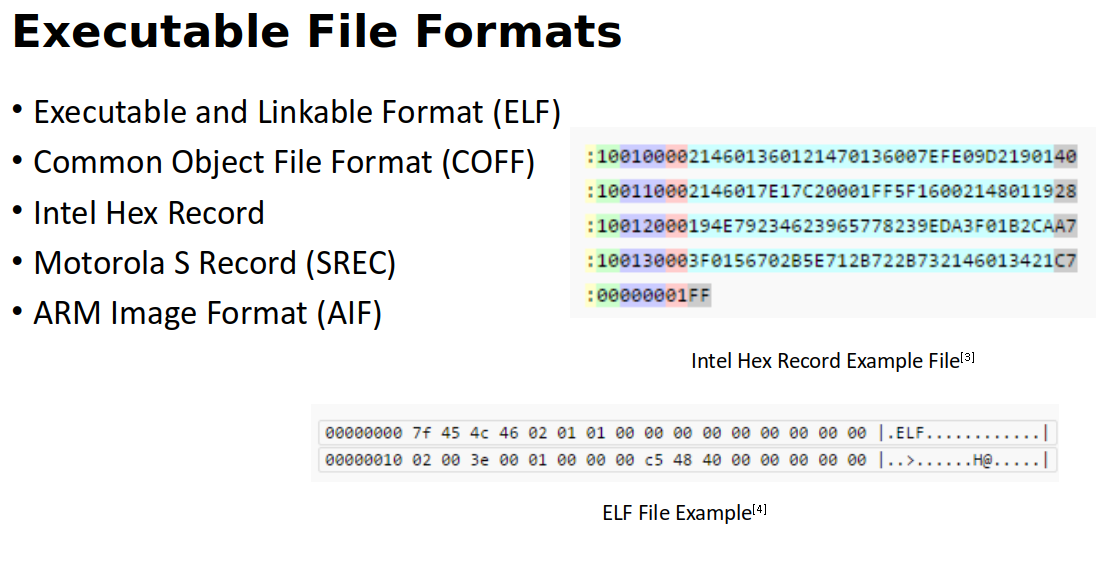 Executable File Formats
• Executable and Linkable Format (ELF)
• Common Object File Format (COFF)
• Intel Hex Record
• Motorola S Record (SREC)
• ARM Image Format (AIF)
:10010000214601360121470136007EFE09D2190140
:100110002146017E17C20001FF5F16002148011928
:10012000194E79234623965778239EDA3F01B2CAA7
:100130003F0156702B5E712B722B732146013421C7
:00000001FF
Intel Hex Record Example File[3]
00000000 7f 45 4c 46 02 01 01 00 00 00 00 00 00 00 00 00 |.ELF............|
00000010 02 00 3e 00 01 00 00 00 c5 48 40 00 00 00 00 00 |..>......H@.....|
ELF File Example[4]